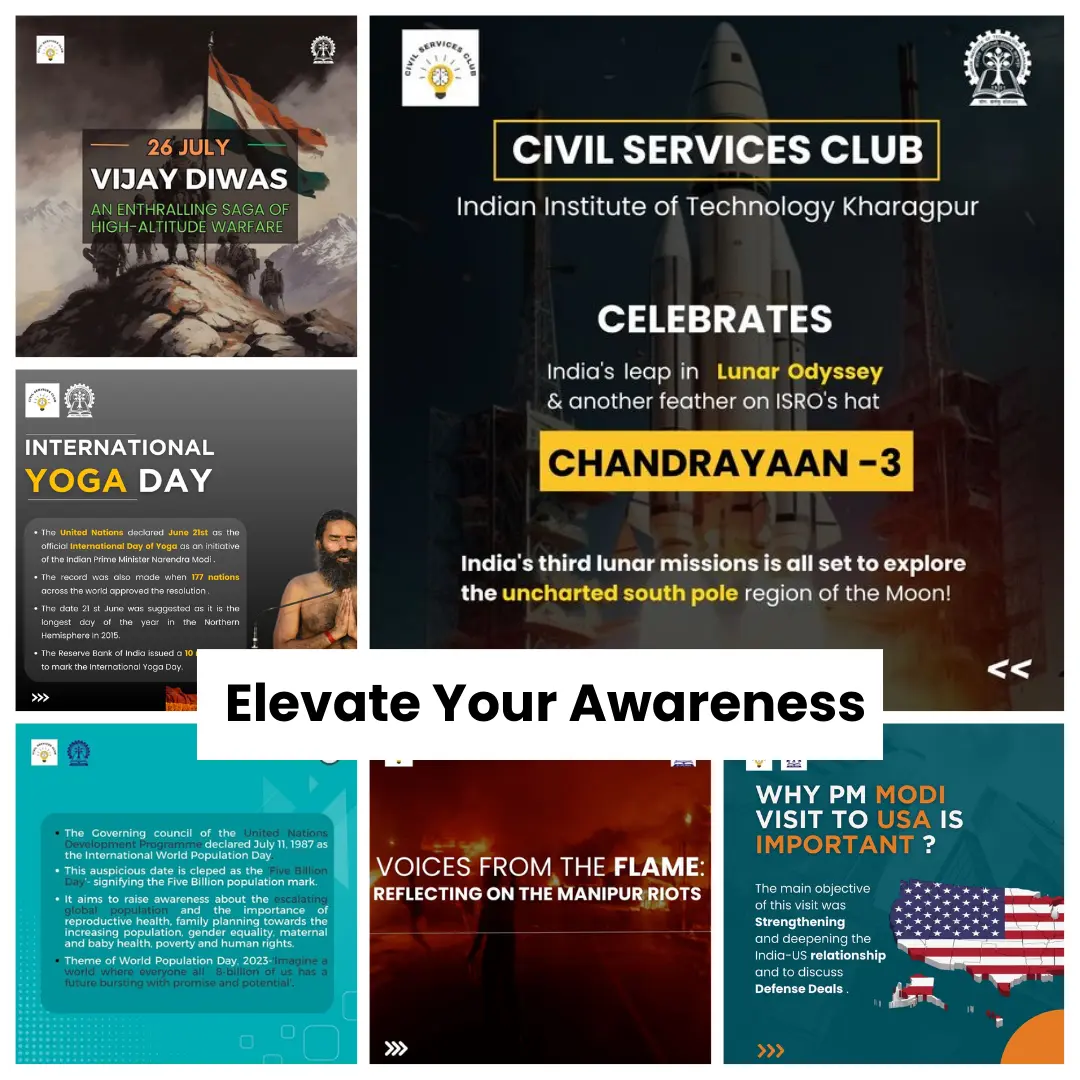 CIVIL SERVICES CLUB
26 JULY
VIJAY DIWAS
AN ENTHRALLING SAGA OF
HIGH-ALTITUDE WARFARE
CIVIL SERVICES CLUB
CIVIL SERVICES CLUB
Indian Institute of Technology Kharagpur
CELEBRATES
India's leap in Lunar Odyssey
& another feather on ISRO's hat
CHANDRAYAAN -3
India's third lunar missions is all set to explore
the uncharted south pole region of the Moon!
<<
CIVIL SERVICES CLUB
INTERNATIONAL
YOGA DAY
• The United Nations declared June 21st as the
official International Day of Yoga as an initiative
of the Indian Prime Minister Narendra Modi .
• The record was also made when 177 nations
across the world approved the resolution .
• The date 21 st June was suggested as it is the
longest day of the year in the Northern
Hemisphere in 2015.
• The Reserve Bank of India issued a 10
to mark the International Yoga Day.
>>>
Elevate Your Awareness
• The Governing council of the United Nations
Development Programme declared July 11, 1987 as
the International World Population Day.
• This auspicious date is cleped as the 'Five Billion
Day'- signifying the Five Billion population mark.
• It aims to raise awareness about the escalating
global population and the importance of
reproductive health, family planning towards the
increasing population, gender equality, maternal
and baby health, poverty and human rights.
• Theme of World Population Day, 2023-'Imagine a
world where everyone all 8-billion of us has a
future bursting with promise and potential'.
VOICES FROM THE FLAME:
REFLECTING ON THE MANIPUR RIOTS
>>>
WHY PM MODI
VISIT TO USA IS
IMPORTANT ?
The main objective
of this visit was
Strengthening
and deepening the
India-US relationship
and to discuss
Defense Deals .
>>>